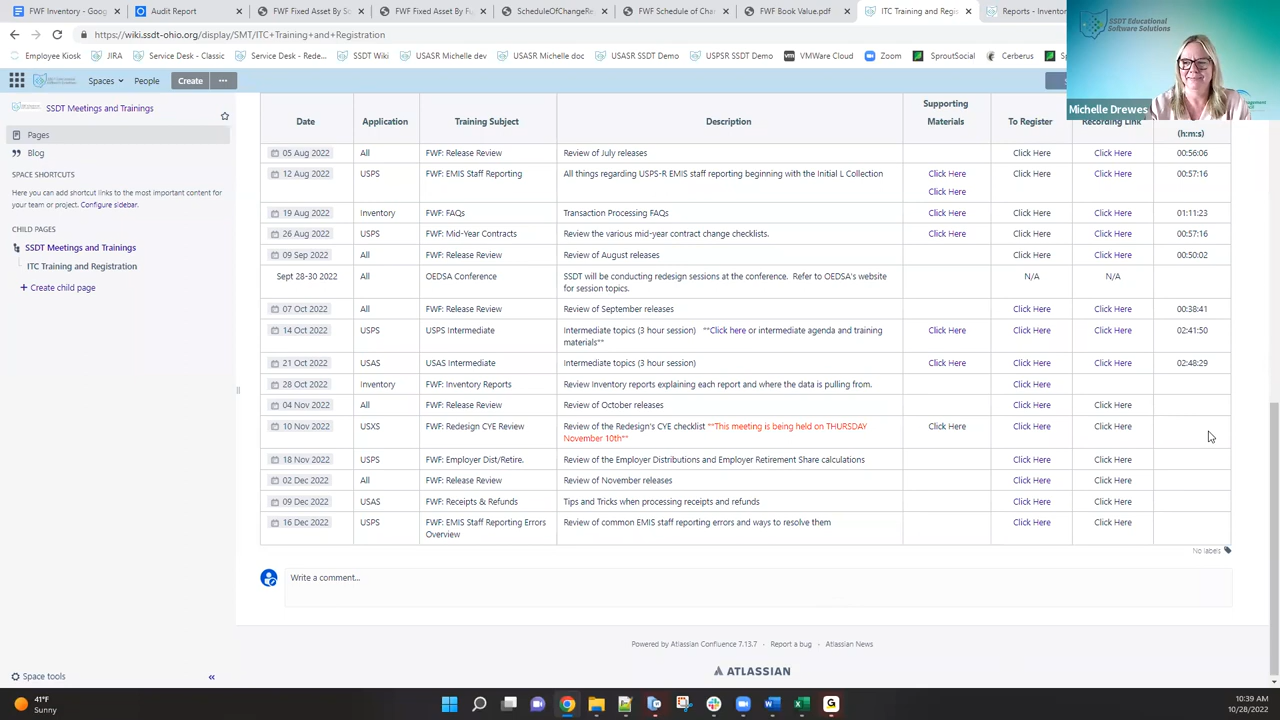 FWF Inventory - Goog
Audit Report
FWF Fixed Asset By So
FWF Fixed Asset By Fu
ScheduleOfChangeRe
FWF Schedule of Cha
FWF Book Value.pdf
ITC Training and Regis
Reports - Invento
wiki.ssdt-ohio.org/display/SMT/ITC+Training+and+Registration
Employee Kiosk
JIRA
Service Desk - Classic
Service Desk - Rede...
SSDT Wiki
USASR Michelle dev
USASR Michelle doc
USASR SSDT Demo
USPSR SSDT Demo
VMWare Cloud
Zoom
SproutSocial
Cerberus
SSDT Educational
Software Solutions
Michelle Drewes
Spaces
People
Create
SSDT Meetings and Trainings
Pages
Blog
SPACE SHORTCUTS
Here you can add shortcut links to the most important content for
your team or project. Configure sidebar.
CHILD PAGES
SSDT Meetings and Trainings
ITC Training and Registration
+ Create child page
Space tools
Date Application Training Subject Description Supporting Materials To Register Recording Link (h:m:s)
05 Aug 2022 All FWF: Release Review Review of July releases Click Here Click Here 00:56:06
12 Aug 2022 USPS FWF: EMIS Staff Reporting All things regarding USPS-R EMIS staff reporting beginning with the Initial L Collection Click Here Click Here Click Here 00:57:16
Click Here
19 Aug 2022 Inventory FWF: FAQs Transaction Processing FAQs Click Here Click Here Click Here 01:11:23
26 Aug 2022 USPS FWF: Mid-Year Contracts Review the various mid-year contract change checklists. Click Here Click Here Click Here 00:57:16
09 Sep 2022 All FWF: Release Review Review of August releases Click Here Click Here 00:50:02
Sept 28-30 2022 All OEDSA Conference SSDT will be conducting redesign sessions at the conference. Refer to OEDSA's website N/A N/A
for session topics.
07 Oct 2022 All FWF: Release Review Review of September releases Click Here Click Here 00:38:41
14 Oct 2022 USPS USPS Intermediate Intermediate topics (3 hour session) **Click here or intermediate agenda and training Click Here Click Here Click Here 02:41:50
materials**
21 Oct 2022 USAS USAS Intermediate Intermediate topics (3 hour session) Click Here Click Here Click Here 02:48:29
28 Oct 2022 Inventory FWF: Inventory Reports Review Inventory reports explaining each report and where the data is pulling from. Click Here
04 Nov 2022 All FWF: Release Review Review of October releases Click Here Click Here
10 Nov 2022 USXS FWF: Redesign CYE Review Review of the Redesign's CYE checklist **This meeting is being held on THURSDAY Click Here Click Here Click Here
November 10th**
18 Nov 2022 USPS FWF: Employer Dist/Retire. Review of the Employer Distributions and Employer Retirement Share calculations Click Here Click Here
02 Dec 2022 All FWF: Release Review Review of November releases Click Here Click Here
09 Dec 2022 USAS FWF: Receipts & Refunds Tips and Tricks when processing receipts and refunds Click Here Click Here
16 Dec 2022 USPS FWF: EMIS Staff Reporting Errors Review of common EMIS staff reporting errors and ways to resolve them Click Here Click Here
Overview
No labels
Write a comment...
Powered by Atlassian Confluence 7.13.7 · Report a bug · Atlassian News
ATLASSIAN
41°F
Sunny
10:39 AM
10/28/2022